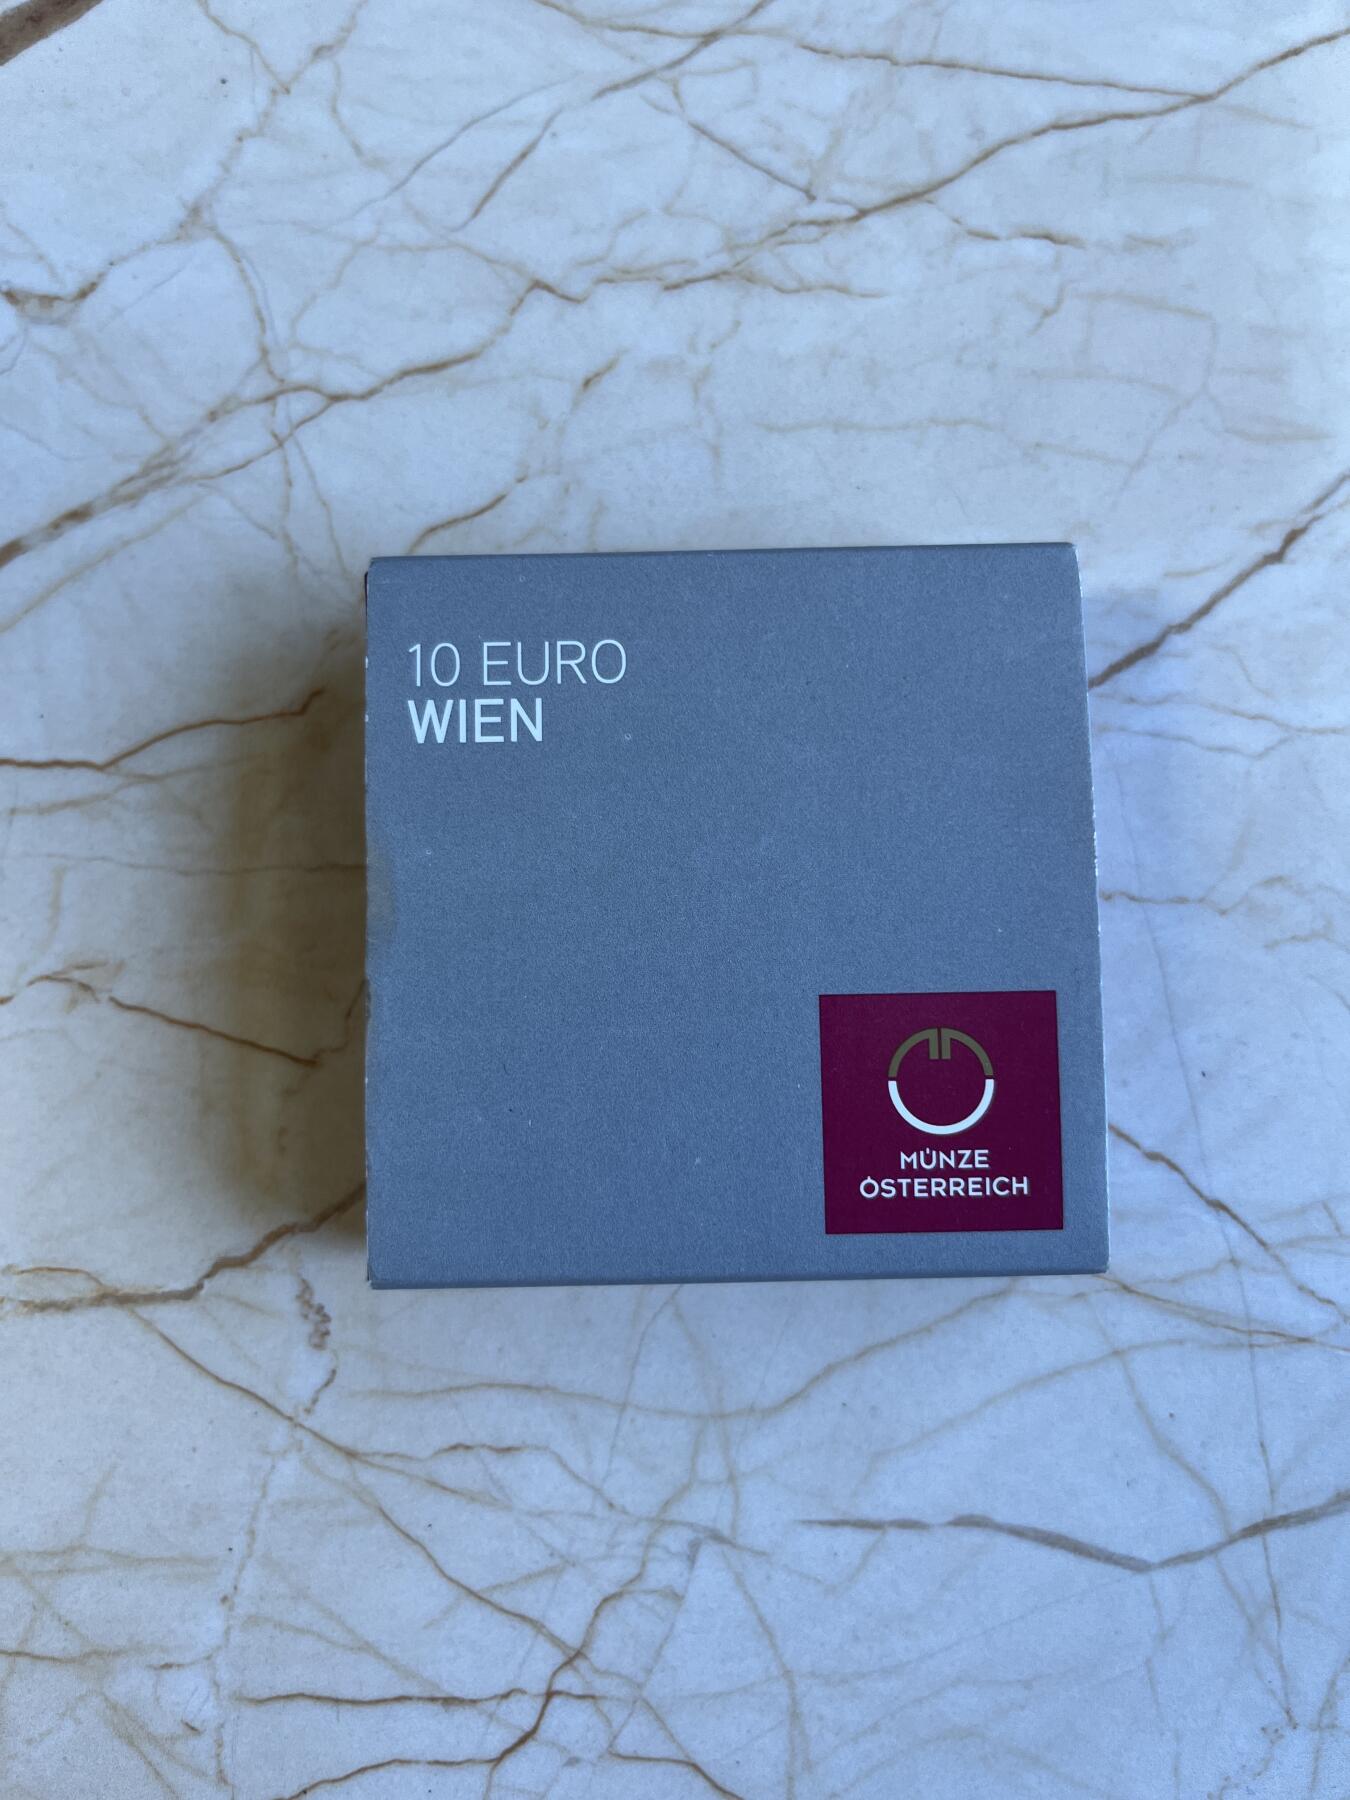 10 EURO
WIEN
MÜNZE
ÖSTERREICH